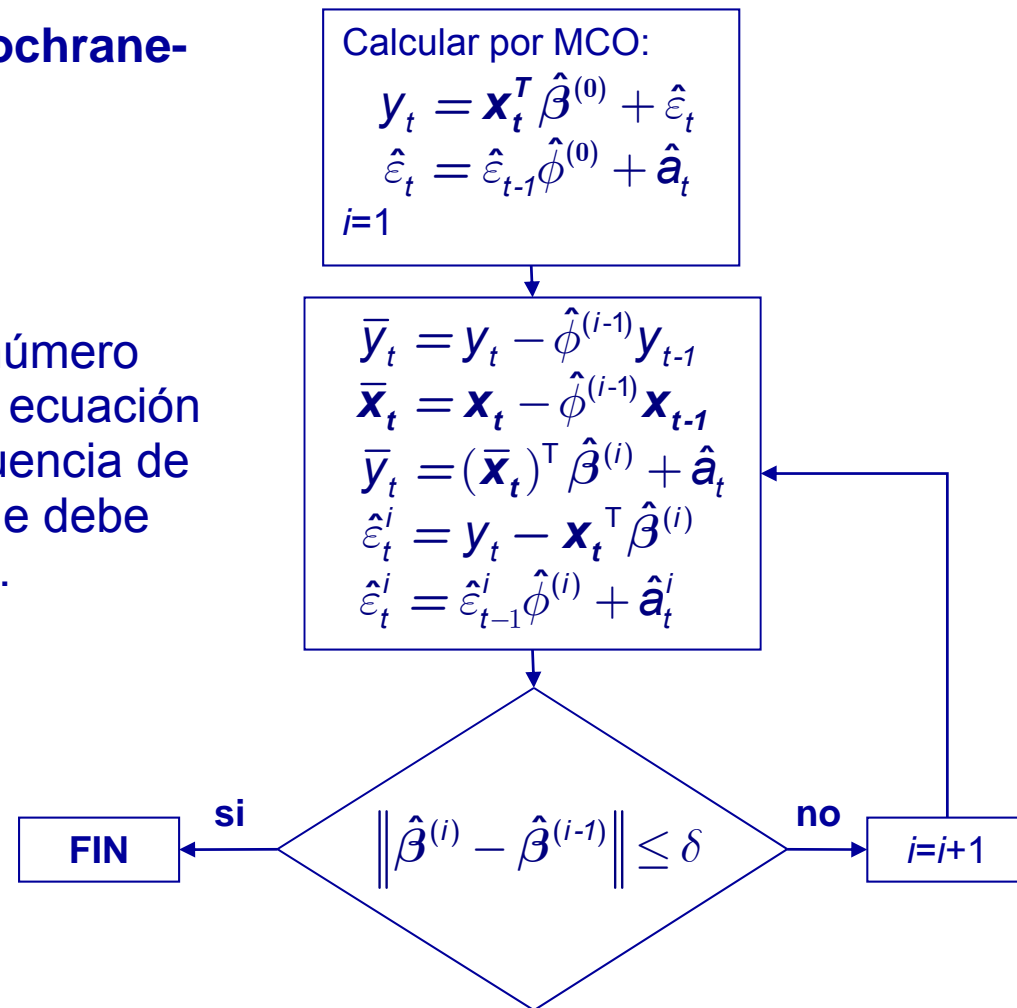 ochrane-
úmero
ecuación
uencia de
e debe
.
Calcular por MCO:
y_t = x_t^T β̂^(0) + ε̂_t
ε̂_t = ε̂_{t-1} φ̂^(0) + â_t
i=1
ȳ_t = y_t − φ̂^(i-1) y_{t-1}
x̄_t = x_t − φ̂^(i-1) x_{t-1}
ȳ_t = (x̄_t)^T β̂^(i) + â_t
ε̂_t^i = y_t − x_t^T β̂^(i)
ε̂_t^i = ε̂_{t−1}^i φ̂^(i) + â_t^i
si
no
FIN
‖β̂^(i) − β̂^(i-1)‖ ≤ δ
i=i+1